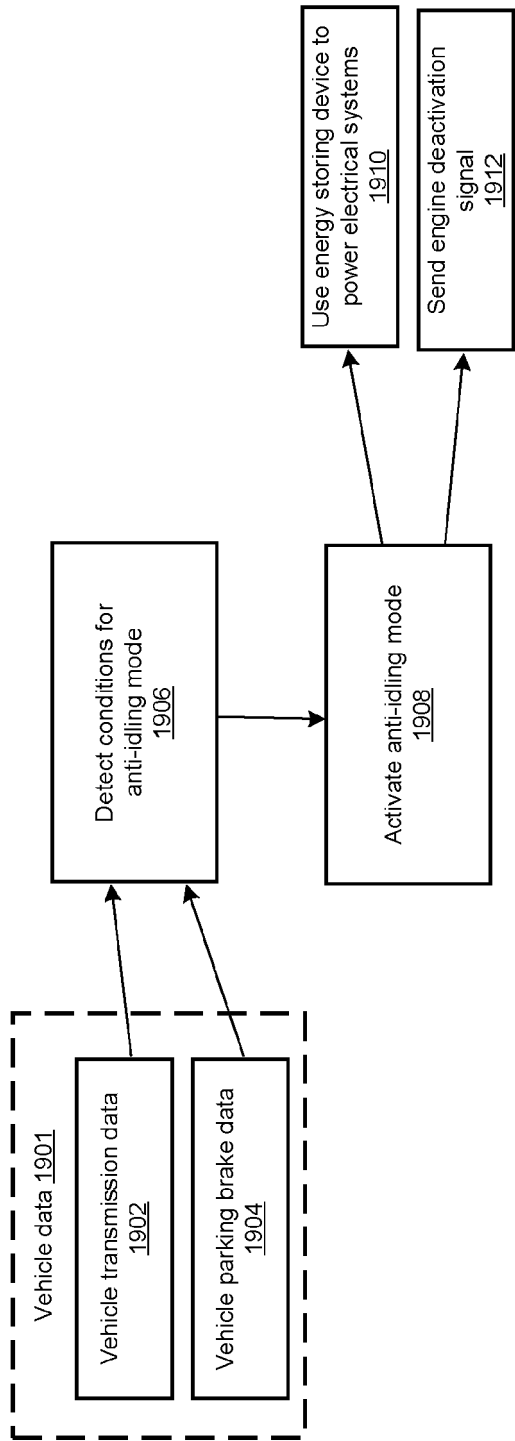 Vehicle data 1901
Vehicle transmission data
1902
Vehicle parking brake data
1904
Detect conditions for
anti-idling mode
1906
Activate anti-idling mode
1908
Use energy storing device to
power electrical systems
1910
Send engine deactivation
signal
1912